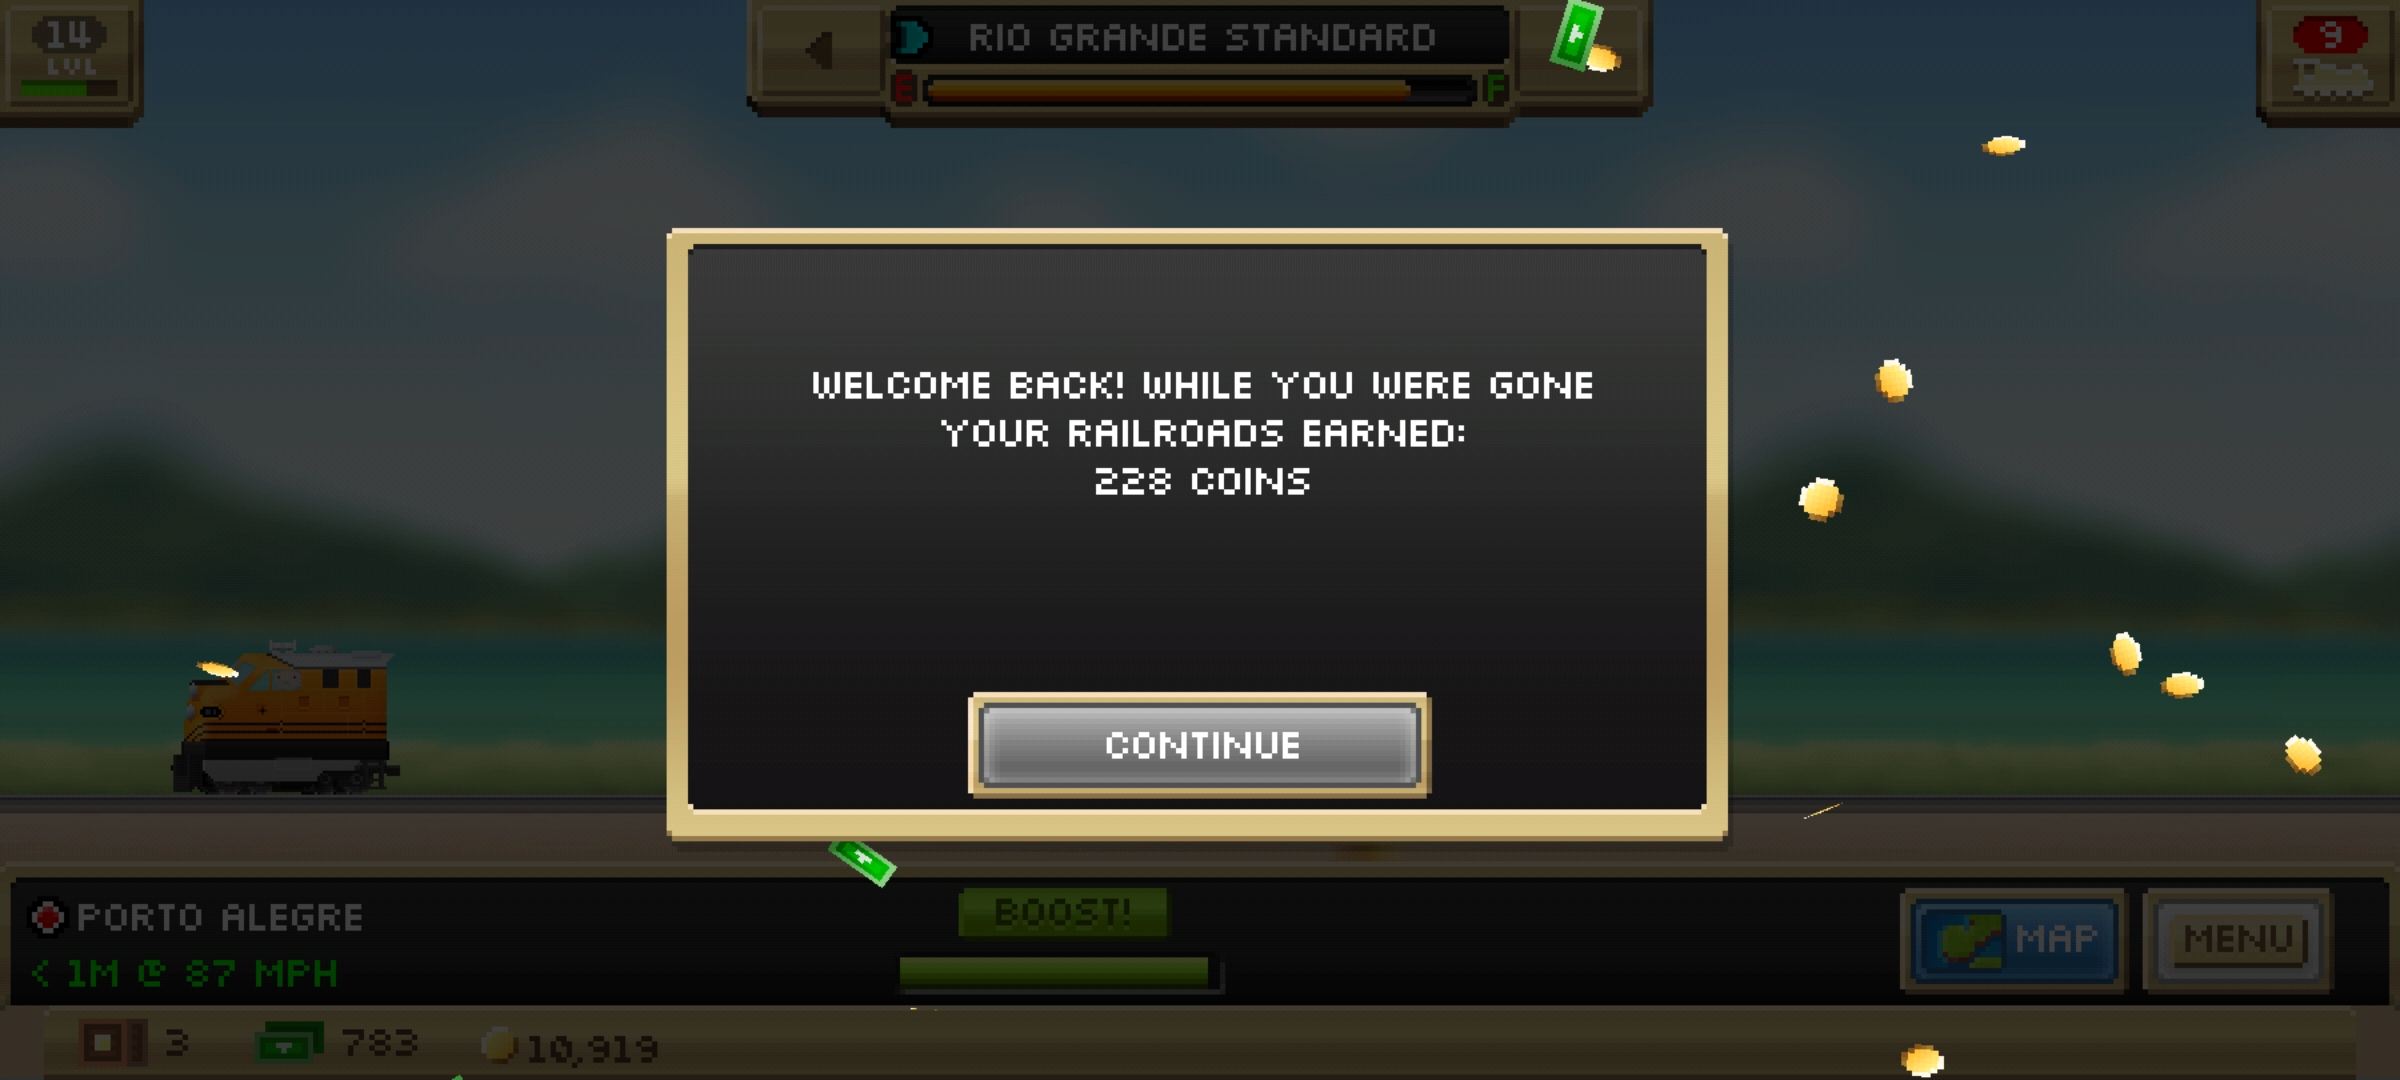 14
LVL
RIO GRANDE STANDARD
E
F
9
WELCOME BACK! WHILE YOU WERE GONE
YOUR RAILROADS EARNED:
228 COINS
CONTINUE
PORTO ALEGRE
< 1M @ 87 MPH
BOOST!
MAP
MENU
3
783
10,919